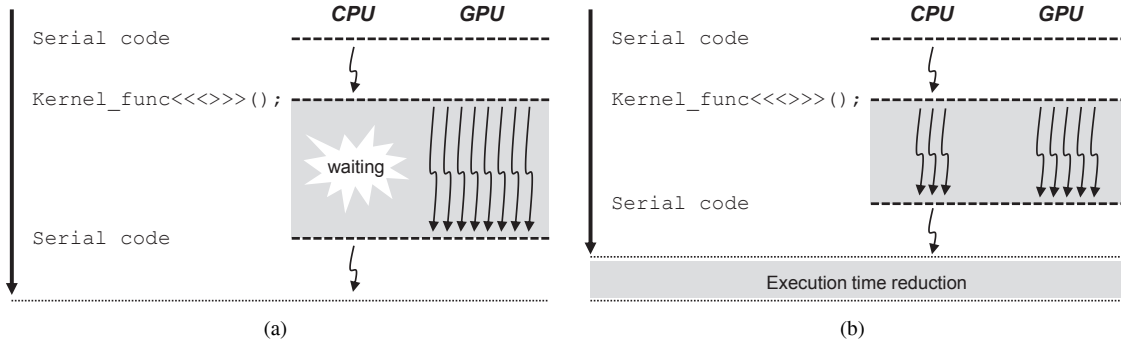 CPU GPU
Serial code
Kernel_func<<<>>>();
waiting
Serial code
(a)
CPU GPU
Serial code
Kernel_func<<<>>>();
Serial code
Execution time reduction
(b)